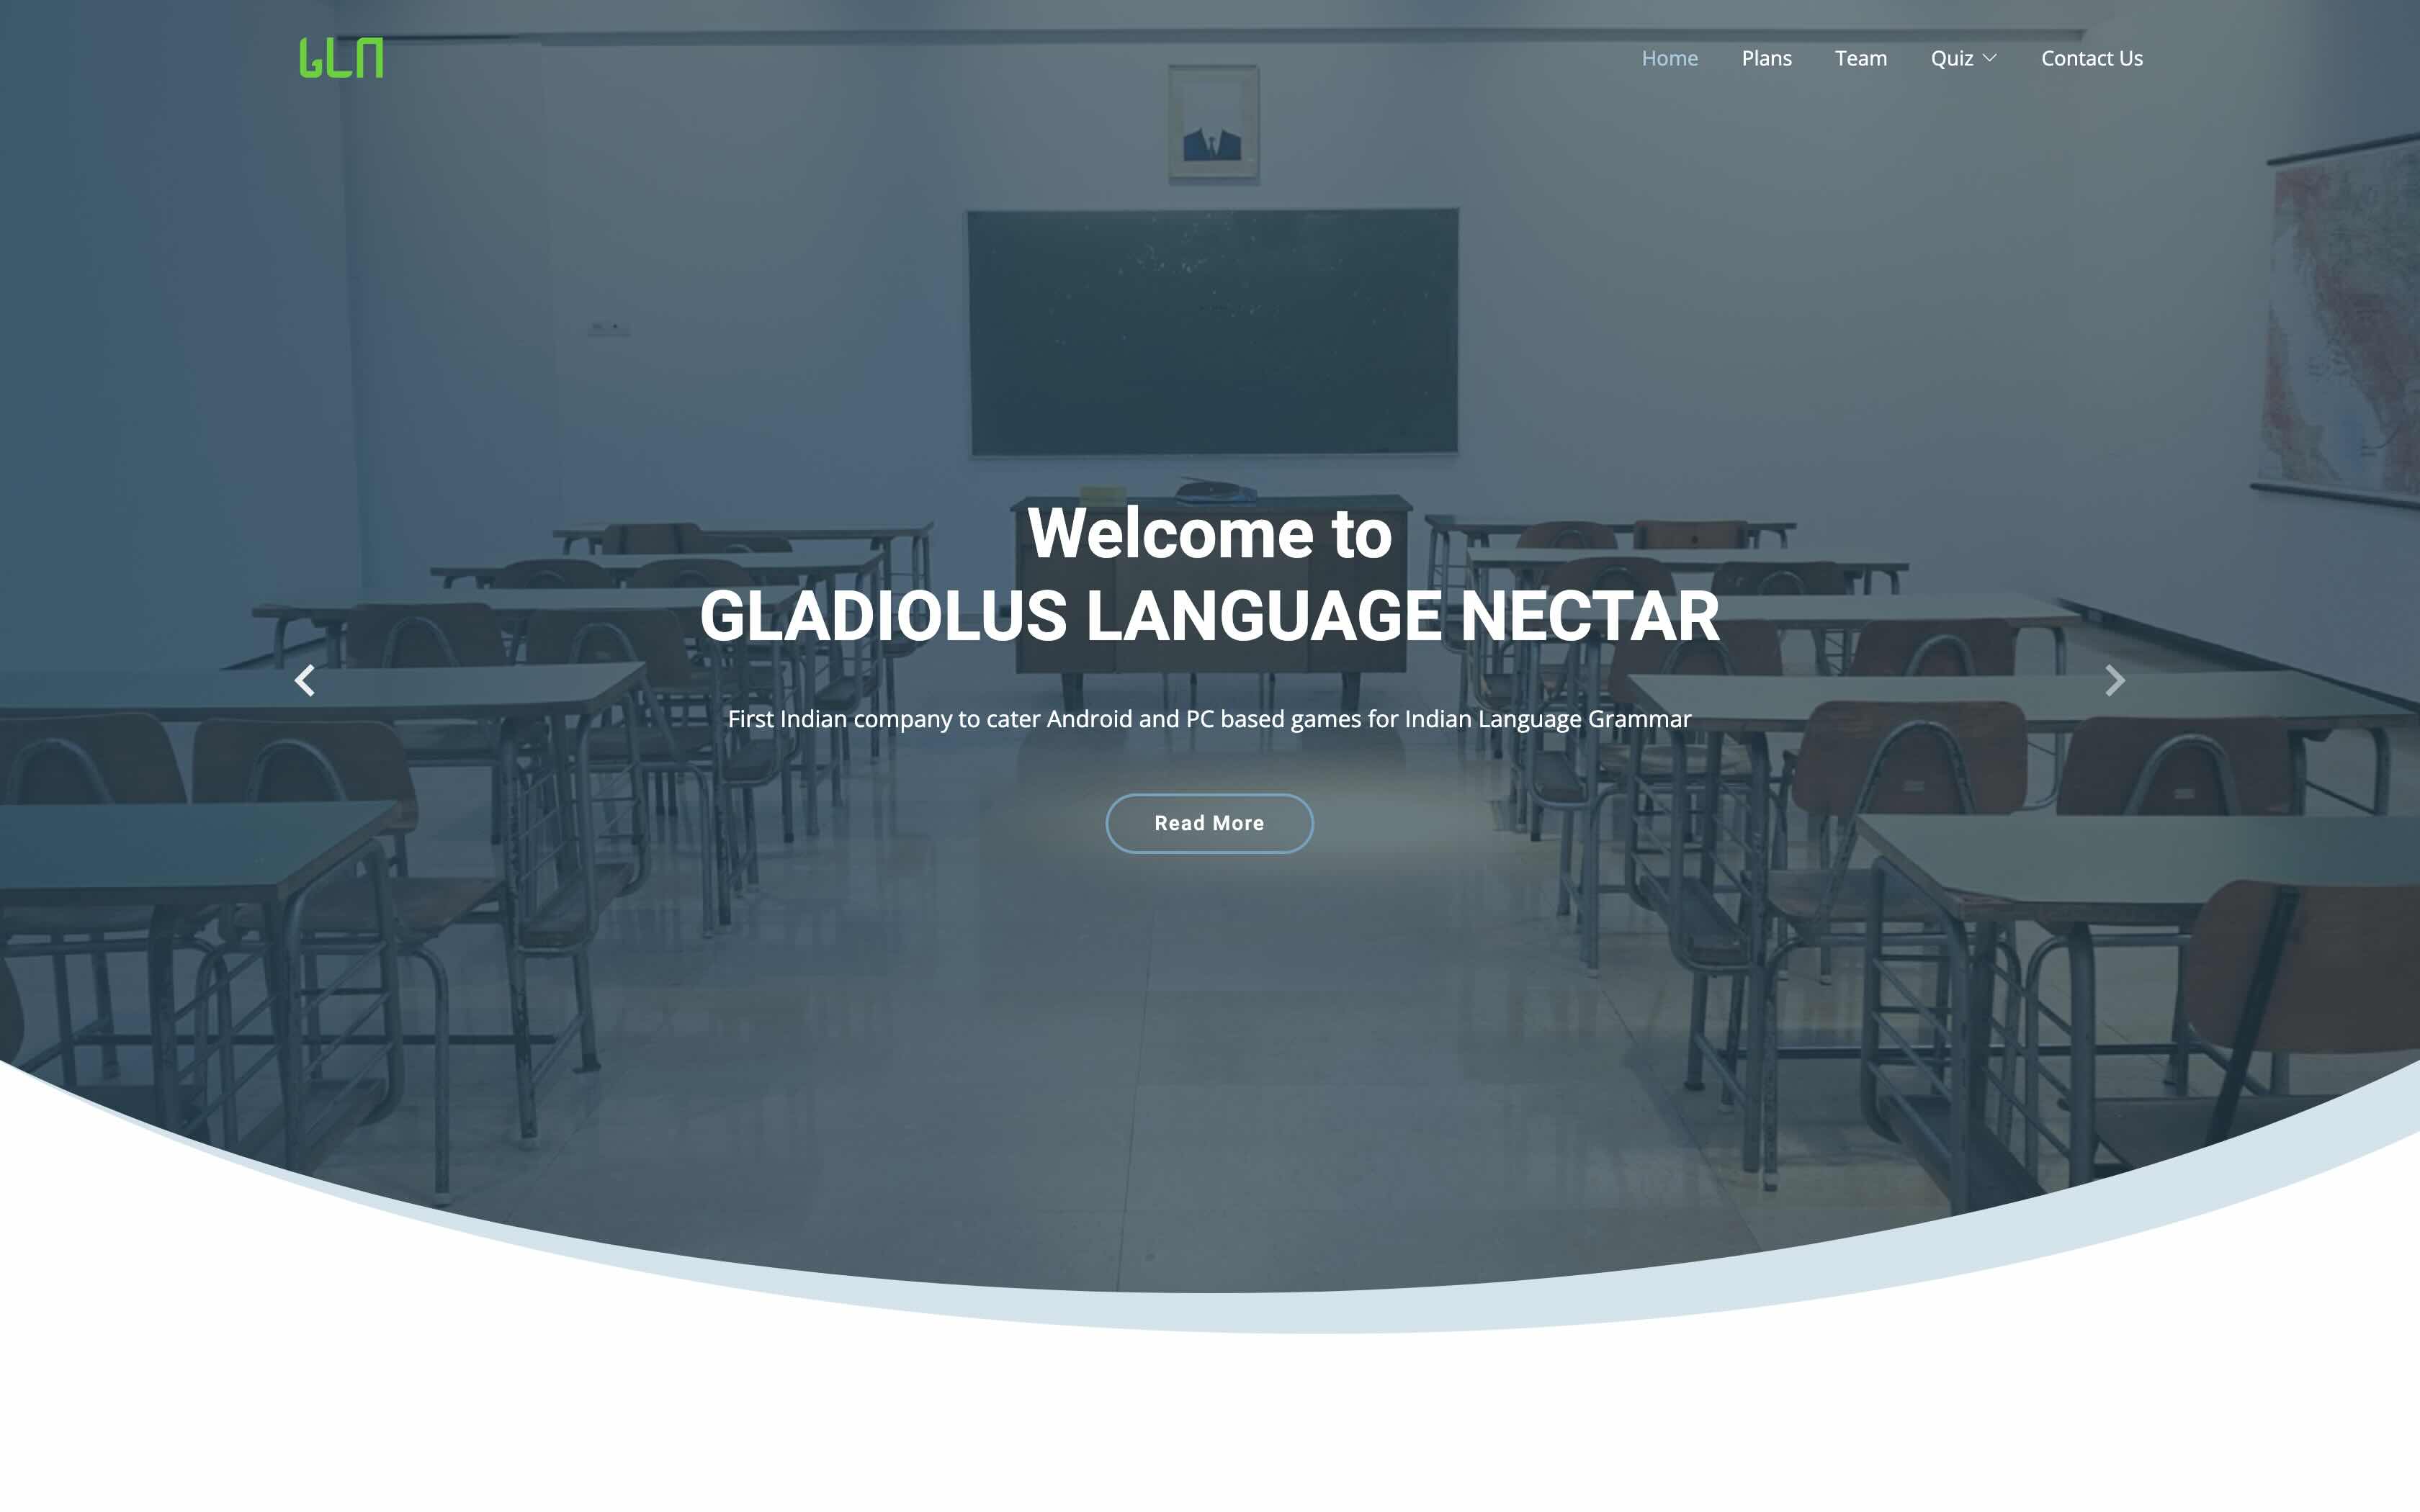 GLN
Home Plans Team Quiz Contact Us
Welcome to
GLADIOLUS LANGUAGE NECTAR
First Indian company to cater Android and PC based games for Indian Language Grammar
Read More